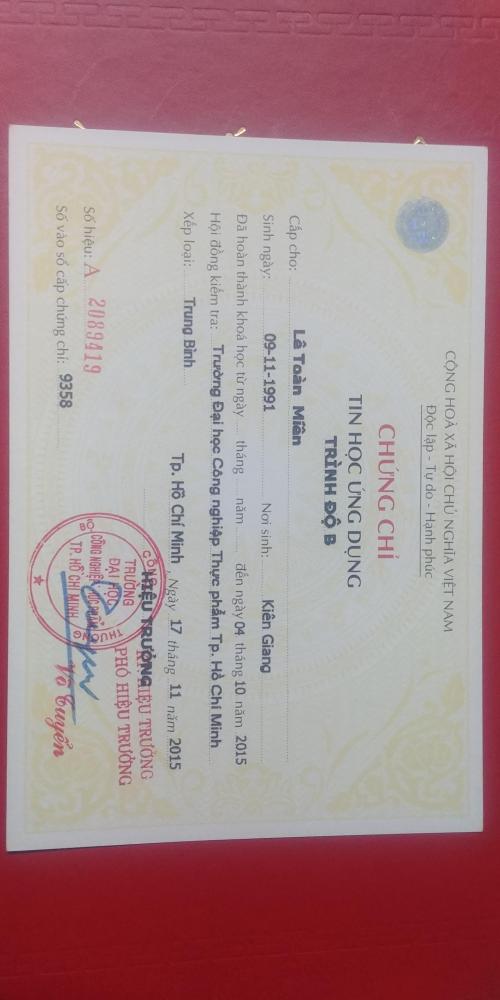 CỘNG HOÀ XÃ HỘI CHỦ NGHĨA VIỆT NAM
Độc lập - Tự do - Hạnh phúc
CHỨNG CHỈ
TIN HỌC ỨNG DỤNG
TRÌNH ĐỘ B
Cấp cho: Lê Toàn Miên
Sinh ngày: 09-11-1991 Nơi sinh: Kiên Giang
Đã hoàn thành khoá học từ ngày tháng năm đến ngày 04 tháng 10 năm 2015
Hội đồng kiểm tra: Trường Đại học Công nghiệp Thực phẩm Tp. Hồ Chí Minh
Xếp loại: Trung Bình
Tp. Hồ Chí Minh, Ngày 17 tháng 11 năm 2015
HIỆU TRƯỞNG
KT. HIỆU TRƯỞNG
PHÓ HIỆU TRƯỞNG
BỘ CÔNG THƯƠNG
TRƯỜNG
ĐẠI HỌC
CÔNG NGHIỆP THỰC PHẨM
TP. HỒ CHÍ MINH
Võ Tuyển
Số hiệu: A 2089419
Số vào sổ cấp chứng chỉ: 9358